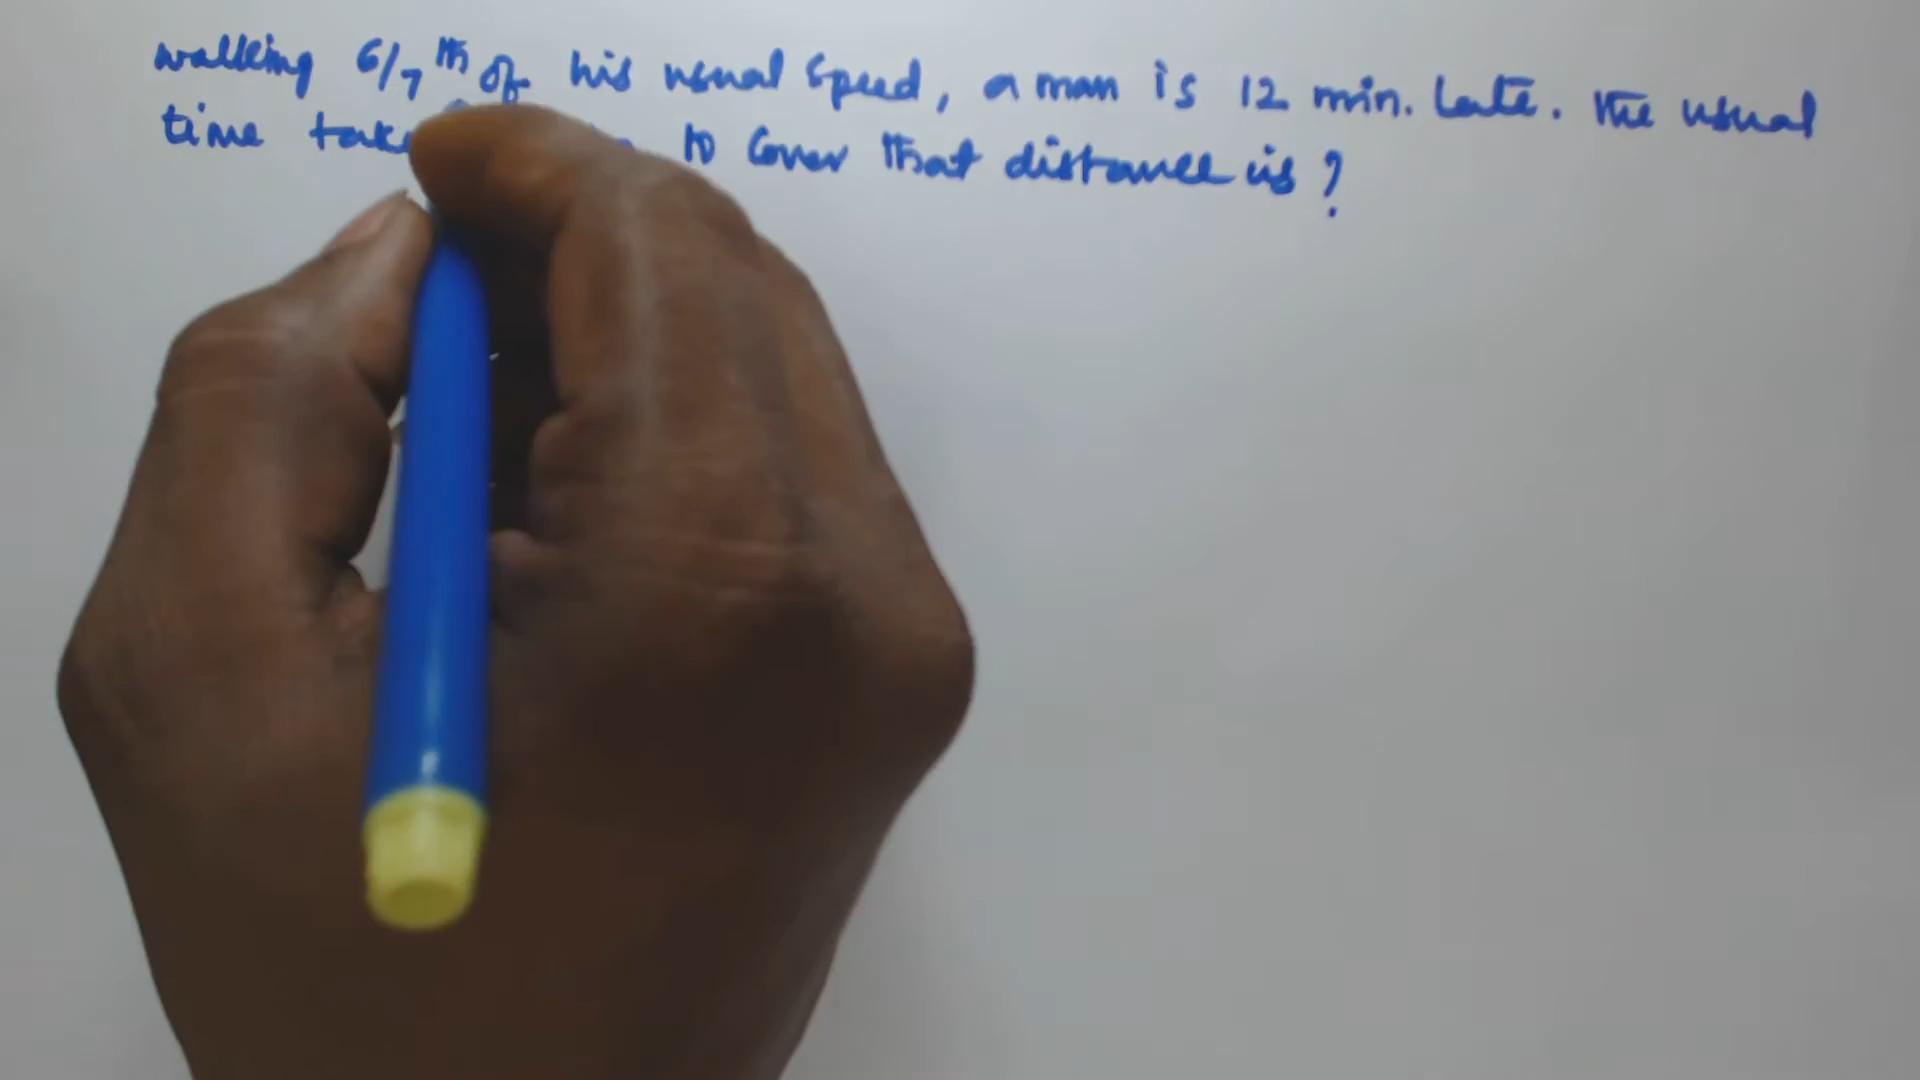 walking 6/7th of his usual speed, a man is 12 min. late. The usual
time to cover that distance is ?